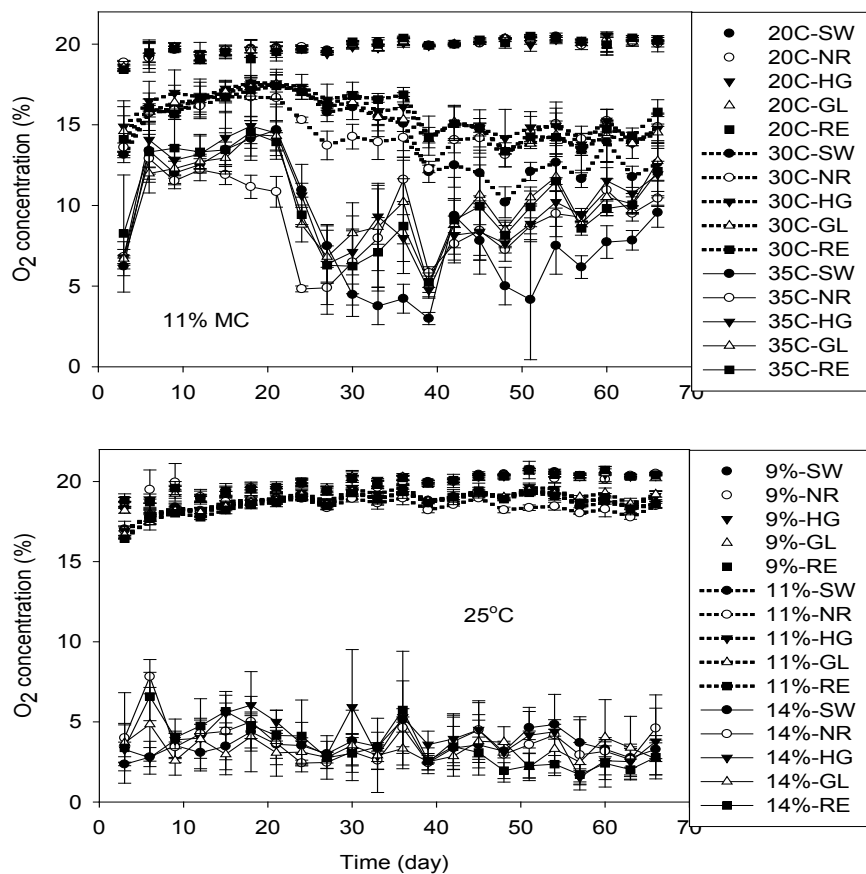 O2 concentration (%)
20
15
10
5
0
11% MC
0 10 20 30 40 50 60 70
20C-SW
20C-NR
20C-HG
20C-GL
20C-RE
30C-SW
30C-NR
30C-HG
30C-GL
30C-RE
35C-SW
35C-NR
35C-HG
35C-GL
35C-RE
O2 concentration (%)
20
15
10
5
0
25°C
0 10 20 30 40 50 60 70
Time (day)
9%-SW
9%-NR
9%-HG
9%-GL
9%-RE
11%-SW
11%-NR
11%-HG
11%-GL
11%-RE
14%-SW
14%-NR
14%-HG
14%-GL
14%-RE